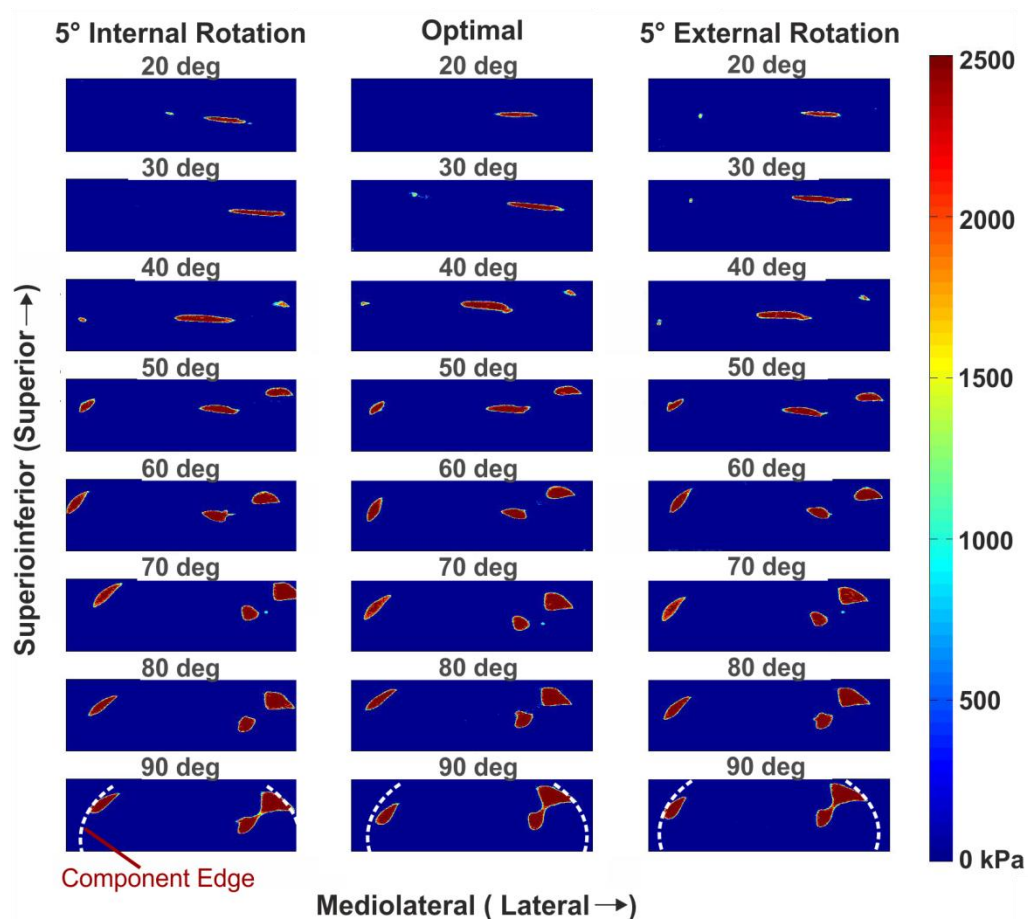 5° Internal Rotation Optimal 5° External Rotation
20 deg 20 deg 20 deg
30 deg 30 deg 30 deg
40 deg 40 deg 40 deg
50 deg 50 deg 50 deg
60 deg 60 deg 60 deg
70 deg 70 deg 70 deg
80 deg 80 deg 80 deg
90 deg 90 deg 90 deg
Component Edge
Superioinferior (Superior →)
Mediolateral ( Lateral →)
2500
2000
1500
1000
500
0 kPa